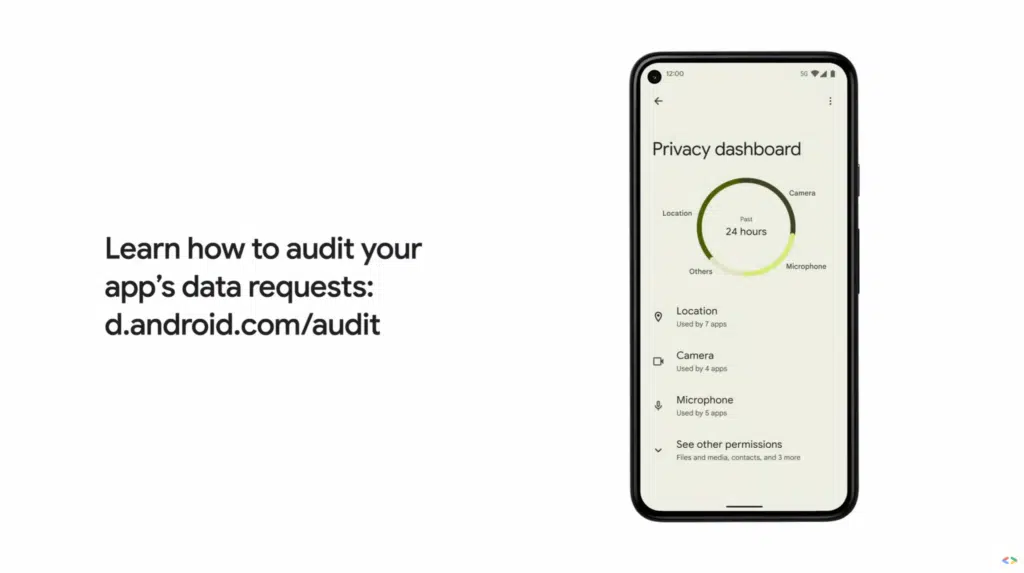 Learn how to audit your
app's data requests:
d.android.com/audit
12:00
5G
Privacy dashboard
Camera
Location
Past
24 hours
Others
Microphone
Location
Used by 7 apps
Camera
Used by 4 apps
Microphone
Used by 5 apps
See other permissions
Files and media, contacts, and 3 more